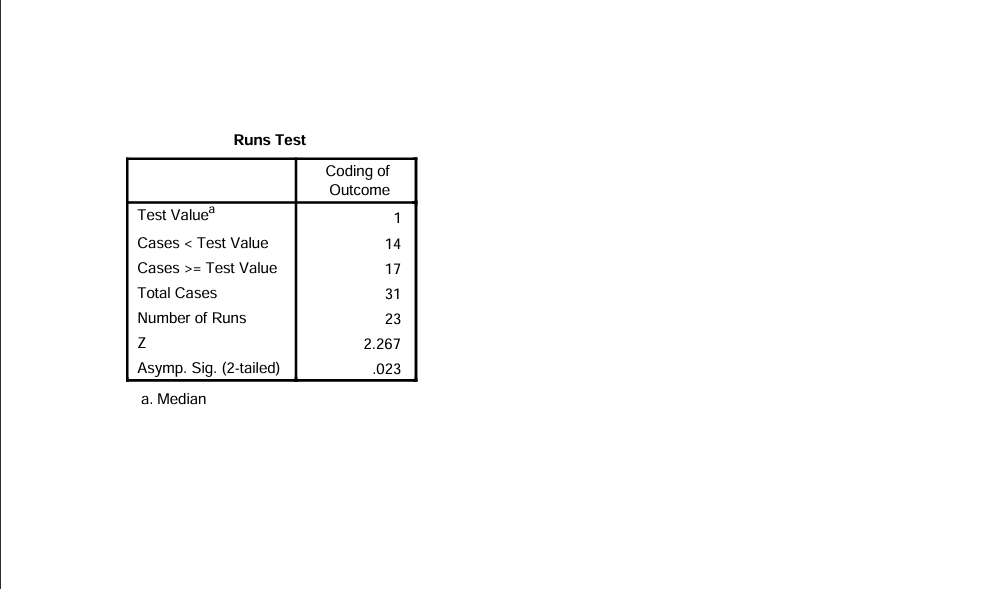 Runs Test
Coding of
Outcome
Test Valueª 1
Cases < Test Value 14
Cases >= Test Value 17
Total Cases 31
Number of Runs 23
Z 2.267
Asymp. Sig. (2-tailed) .023
a. Median